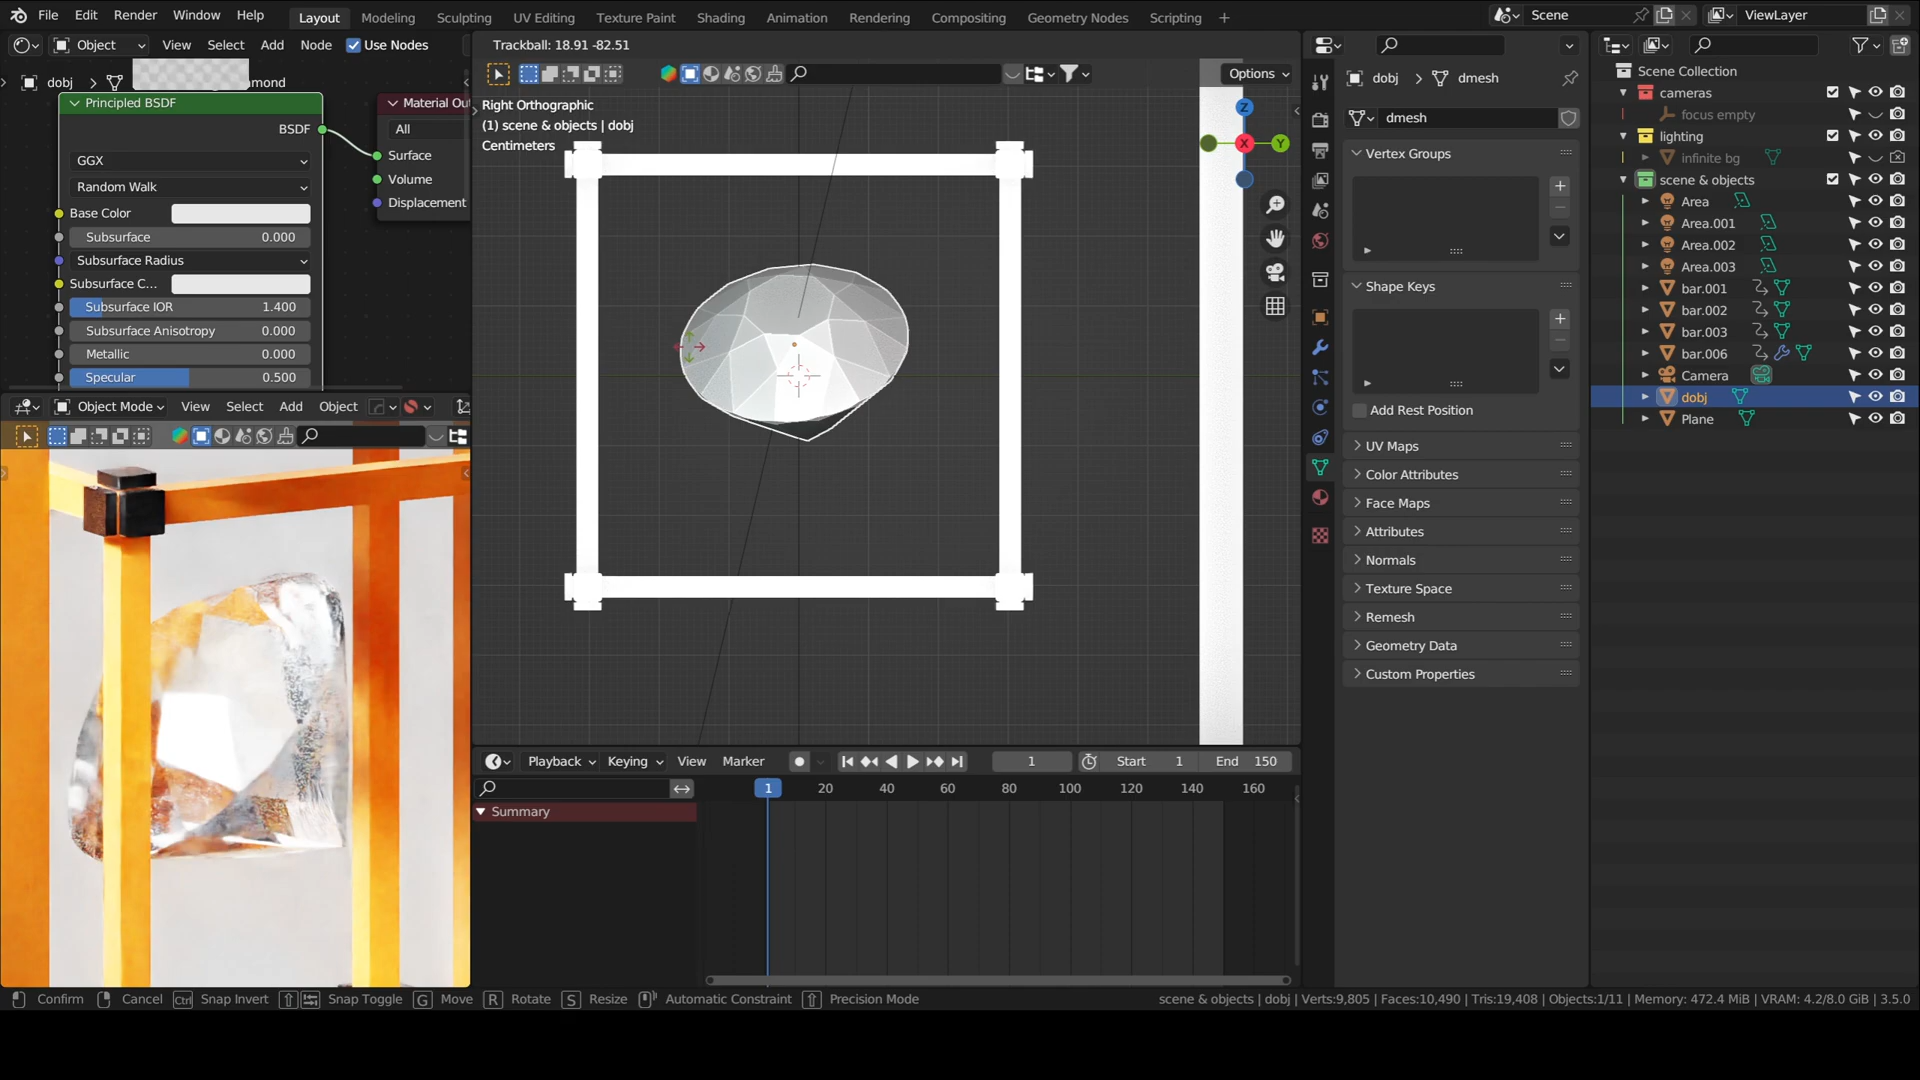 File Edit Render Window Help Layout Modeling Sculpting UV Editing Texture Paint Shading Animation Rendering Compositing Geometry Nodes Scripting + Scene ViewLayer
Object View Select Add Node Use Nodes
Trackball: 18.91 -82.51
dobj amond
Principled BSDF
BSDF
GGX
Random Walk
Base Color
Subsurface 0.000
Subsurface Radius
Subsurface C...
Subsurface IOR 1.400
Subsurface Anisotropy 0.000
Metallic 0.000
Specular 0.500
Material Ou
All
Surface
Volume
Displacement
Object Mode View Select Add Object
Options
Right Orthographic
(1) scene & objects | dobj
Centimeters
Z
X
Y
Playback Keying View Marker 1 Start 1 End 150
1 20 40 60 80 100 120 140 160
Summary
dobj dmesh
dmesh
Vertex Groups
Shape Keys
Add Rest Position
UV Maps
Color Attributes
Face Maps
Attributes
Normals
Texture Space
Remesh
Geometry Data
Custom Properties
Scene Collection
cameras
focus empty
lighting
infinite bg
scene & objects
Area
Area.001
Area.002
Area.003
bar.001
bar.002
bar.003
bar.006
Camera
dobj
Plane
Confirm Cancel Ctrl Snap Invert Snap Toggle G Move R Rotate S Resize Automatic Constraint Precision Mode scene & objects | dobj | Verts:9,805 | Faces:10,490 | Tris:19,408 | Objects:1/11 | Memory: 472.4 MiB | VRAM: 4.2/8.0 GiB | 3.5.0